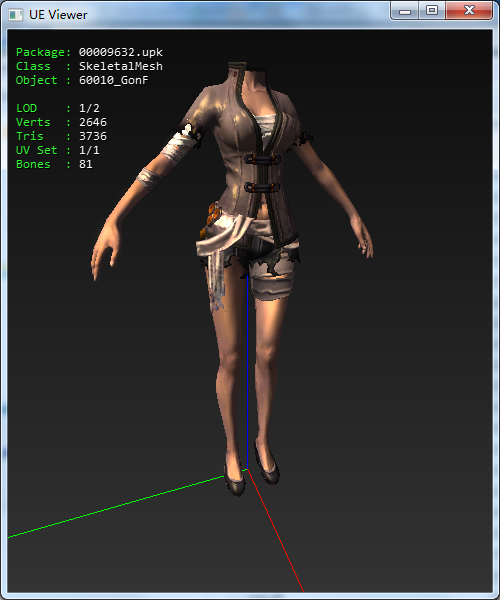 UE Viewer
Package: 00009632.upk
Class : SkeletalMesh
Object : 60010_GonF
LOD : 1/2
Verts : 2646
Tris : 3736
UV Set : 1/1
Bones : 81